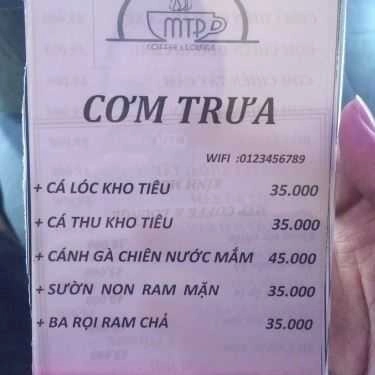 MTP
COFFEE & LOUNGE
CƠM TRƯA
WIFI :0123456789
+ CÁ LÓC KHO TIÊU 35.000
+ CÁ THU KHO TIÊU 35.000
+ CÁNH GÀ CHIÊN NƯỚC MẮM 45.000
+ SƯỜN NON RAM MẶN 35.000
+ BA RỌI RAM CHẢ 35.000